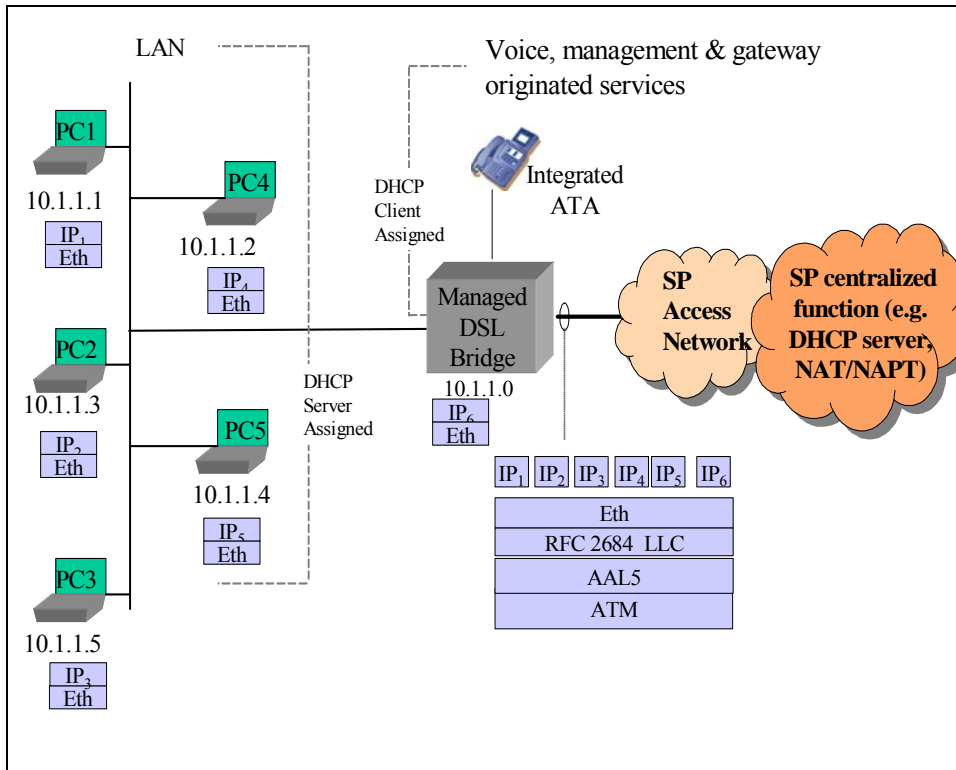 LAN
Voice, management & gateway
originated services
PC1
10.1.1.1
IP1
Eth
PC4
10.1.1.2
IP4
Eth
DHCP
Client
Assigned
Integrated
ATA
PC2
10.1.1.3
IP2
Eth
DHCP
Server
Assigned
Managed
DSL
Bridge
10.1.1.0
IP6
Eth
SP
Access
Network
SP centralized
function (e.g.
DHCP server,
NAT/NAPT)
PC5
10.1.1.4
IP5
Eth
PC3
10.1.1.5
IP3
Eth
IP1 IP2 IP3 IP4 IP5 IP6
Eth
RFC 2684 LLC
AAL5
ATM